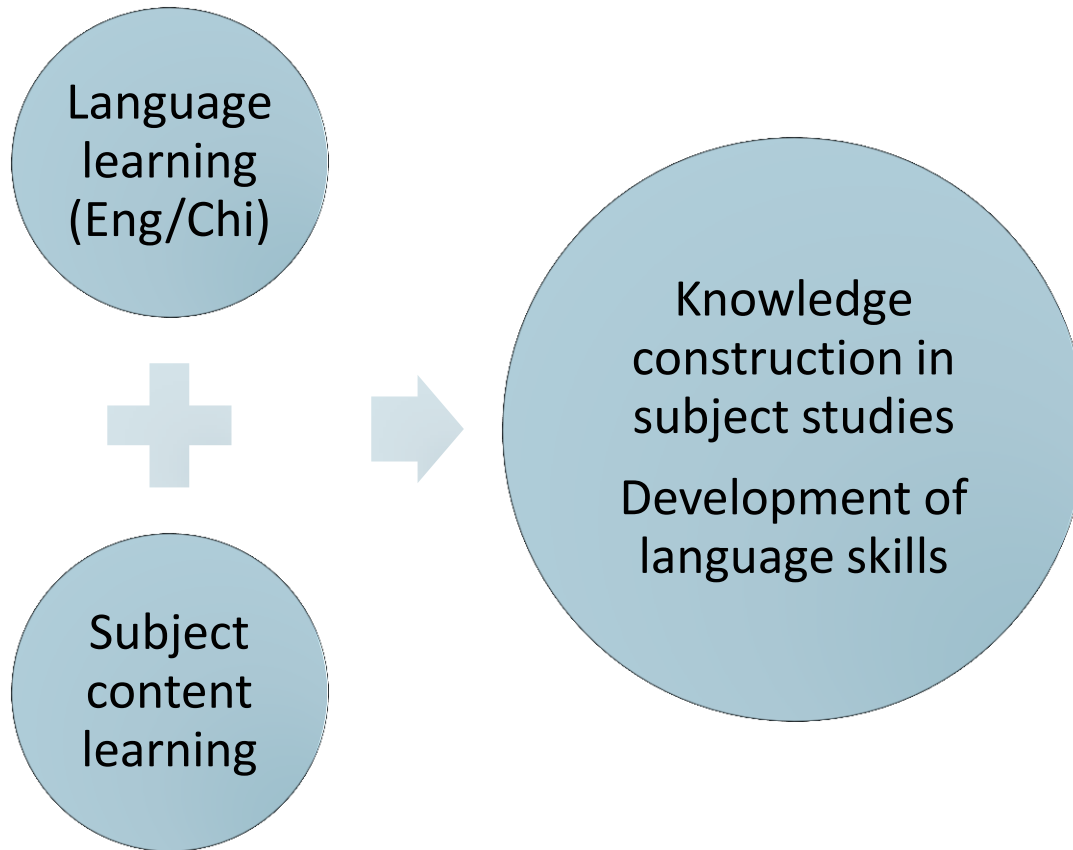 Language
learning
(Eng/Chi)
Subject
content
learning
Knowledge
construction in
subject studies
Development of
language skills